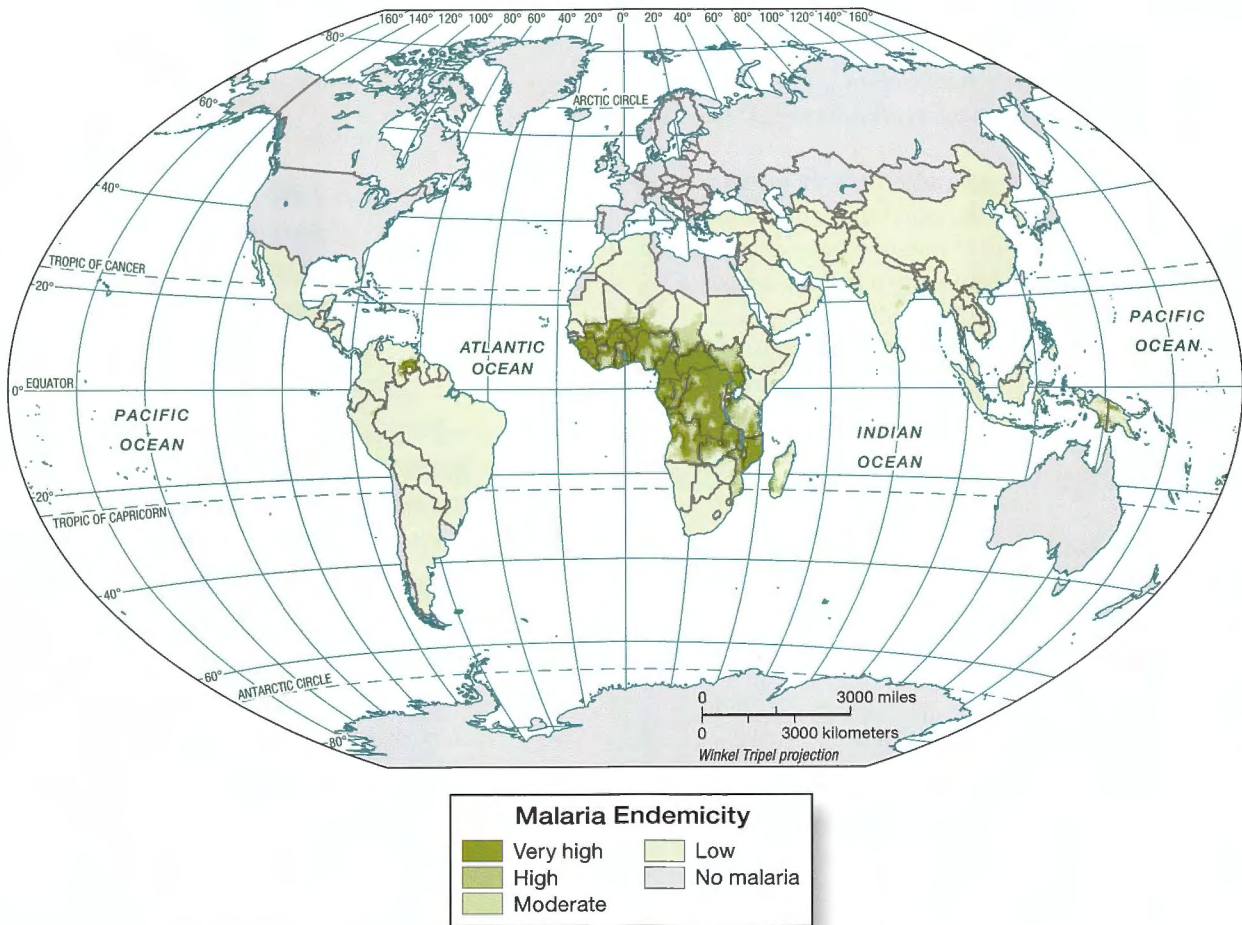 160° 140° 120° 100° 80° 60° 40° 20° 0° 20° 40° 60° 80° 100° 120° 140° 160°
80°
ARCTIC CIRCLE
60°
40°
TROPIC OF CANCER
20°
ATLANTIC
OCEAN
PACIFIC
OCEAN
0° EQUATOR
PACIFIC
OCEAN
INDIAN
OCEAN
20°
TROPIC OF CAPRICORN
40°
60°
ANTARCTIC CIRCLE
80°
0 3000 miles
0 3000 kilometers
Winkel Tripel projection
Malaria Endemicity
Very high
High
Moderate
Low
No malaria